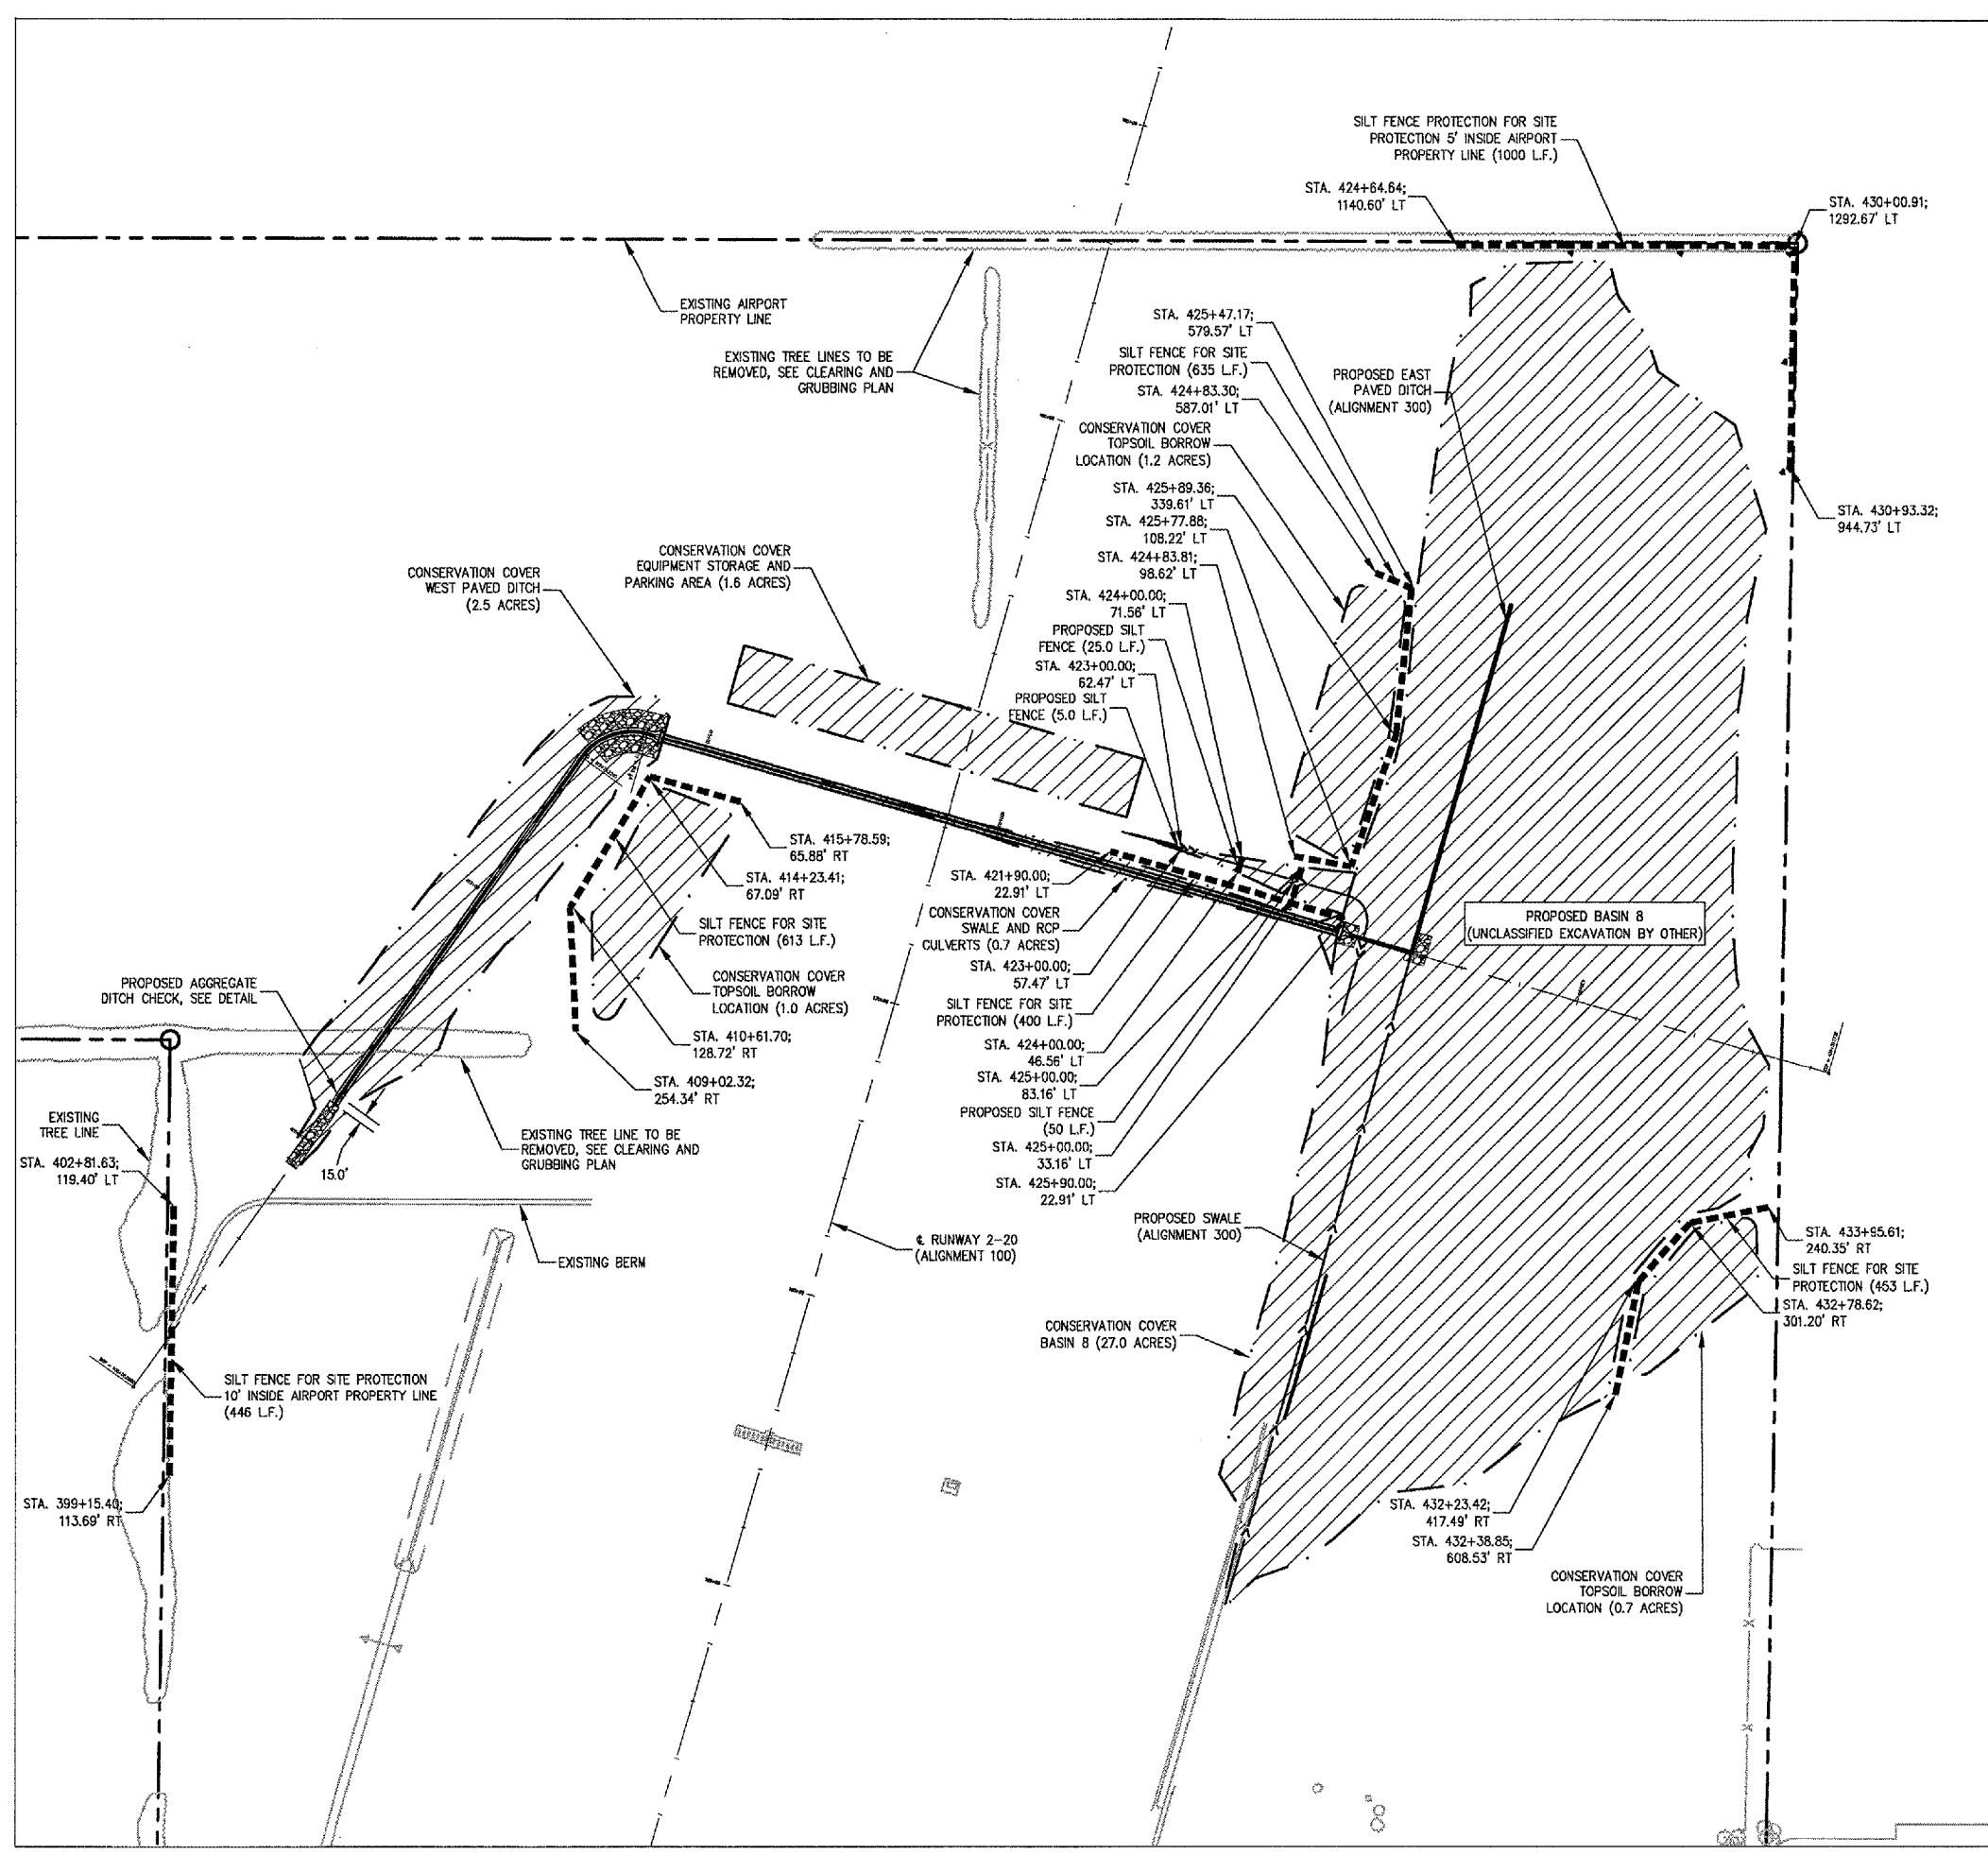 SILT FENCE PROTECTION FOR SITE
PROTECTION 5' INSIDE AIRPORT
PROPERTY LINE (1000 L.F.)
STA. 424+64.64;
1140.60' LT
STA. 430+00.91;
1292.67' LT
EXISTING AIRPORT
PROPERTY LINE
EXISTING TREE LINES TO BE
REMOVED, SEE CLEARING AND
GRUBBING PLAN
STA. 425+47.17;
579.57' LT
SILT FENCE FOR SITE
PROTECTION (635 L.F.)
STA. 424+83.30;
587.01' LT
PROPOSED EAST
PAVED DITCH
(ALIGNMENT 300)
CONSERVATION COVER
TOPSOIL BORROW
LOCATION (1.2 ACRES)
STA. 425+89.36;
339.61' LT
STA. 425+77.88;
108.22' LT
STA. 424+83.81;
98.62' LT
STA. 424+00.00;
71.56' LT
PROPOSED SILT
FENCE (25.0 L.F.)
STA. 423+00.00;
62.47' LT
PROPOSED SILT
FENCE (5.0 L.F.)
STA. 430+93.32;
944.73' LT
CONSERVATION COVER
EQUIPMENT STORAGE AND
PARKING AREA (1.6 ACRES)
CONSERVATION COVER
WEST PAVED DITCH
(2.5 ACRES)
STA. 415+78.59;
65.88' RT
STA. 414+23.41;
67.09' RT
SILT FENCE FOR SITE
PROTECTION (613 L.F.)
CONSERVATION COVER
TOPSOIL BORROW
LOCATION (1.0 ACRES)
STA. 410+61.70;
128.72' RT
STA. 409+02.32;
254.34' RT
STA. 421+90.00;
22.91' LT
CONSERVATION COVER
SWALE AND RCP
CULVERTS (0.7 ACRES)
STA. 423+00.00;
57.47' LT
SILT FENCE FOR SITE
PROTECTION (400 L.F.)
STA. 424+00.00;
46.56' LT
STA. 425+00.00;
83.16' LT
PROPOSED SILT FENCE
(50 L.F.)
STA. 425+00.00;
33.16' LT
STA. 425+90.00;
22.91' LT
PROPOSED BASIN 8
(UNCLASSIFIED EXCAVATION BY OTHER)
PROPOSED AGGREGATE
DITCH CHECK, SEE DETAIL
EXISTING
TREE LINE
STA. 402+81.63;
119.40' LT
15.0'
EXISTING TREE LINE TO BE
REMOVED, SEE CLEARING AND
GRUBBING PLAN
EXISTING BERM
℄ RUNWAY 2-20
(ALIGNMENT 100)
PROPOSED SWALE
(ALIGNMENT 300)
STA. 433+95.61;
240.35' RT
SILT FENCE FOR SITE
PROTECTION (453 L.F.)
STA. 432+78.62;
301.20' RT
CONSERVATION COVER
BASIN 8 (27.0 ACRES)
SILT FENCE FOR SITE PROTECTION
10' INSIDE AIRPORT PROPERTY LINE
(446 L.F.)
STA. 399+15.40;
113.69' RT
STA. 432+23.42;
417.49' RT
STA. 432+38.85;
608.53' RT
CONSERVATION COVER
TOPSOIL BORROW
LOCATION (0.7 ACRES)